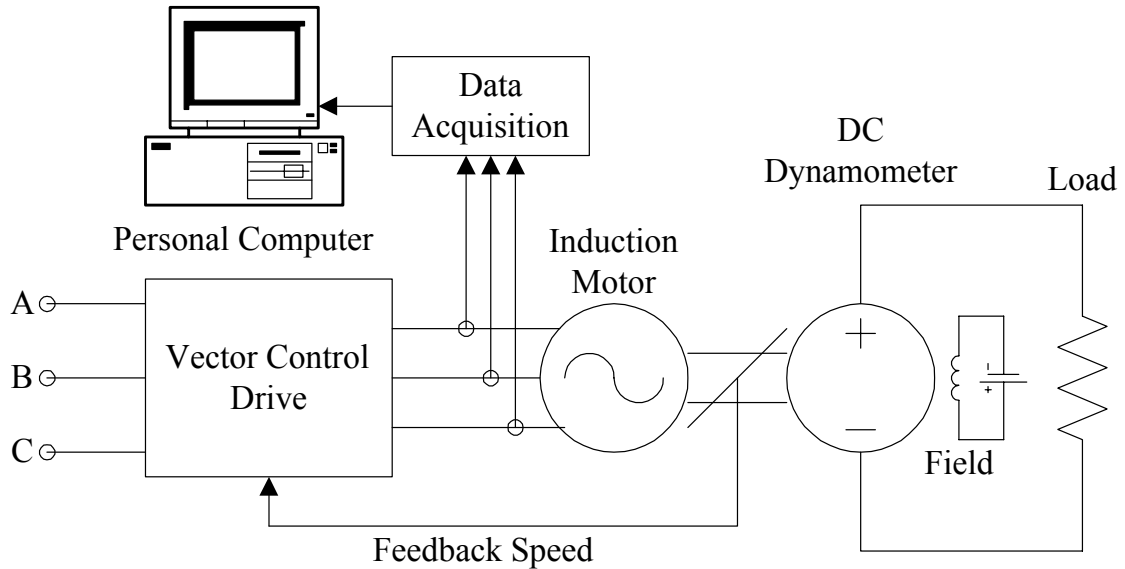 Data
Acquisition
DC
Dynamometer
Load
Personal Computer
Induction
Motor
A
B
C
Vector Control
Drive
+
-
+
Field
Feedback Speed